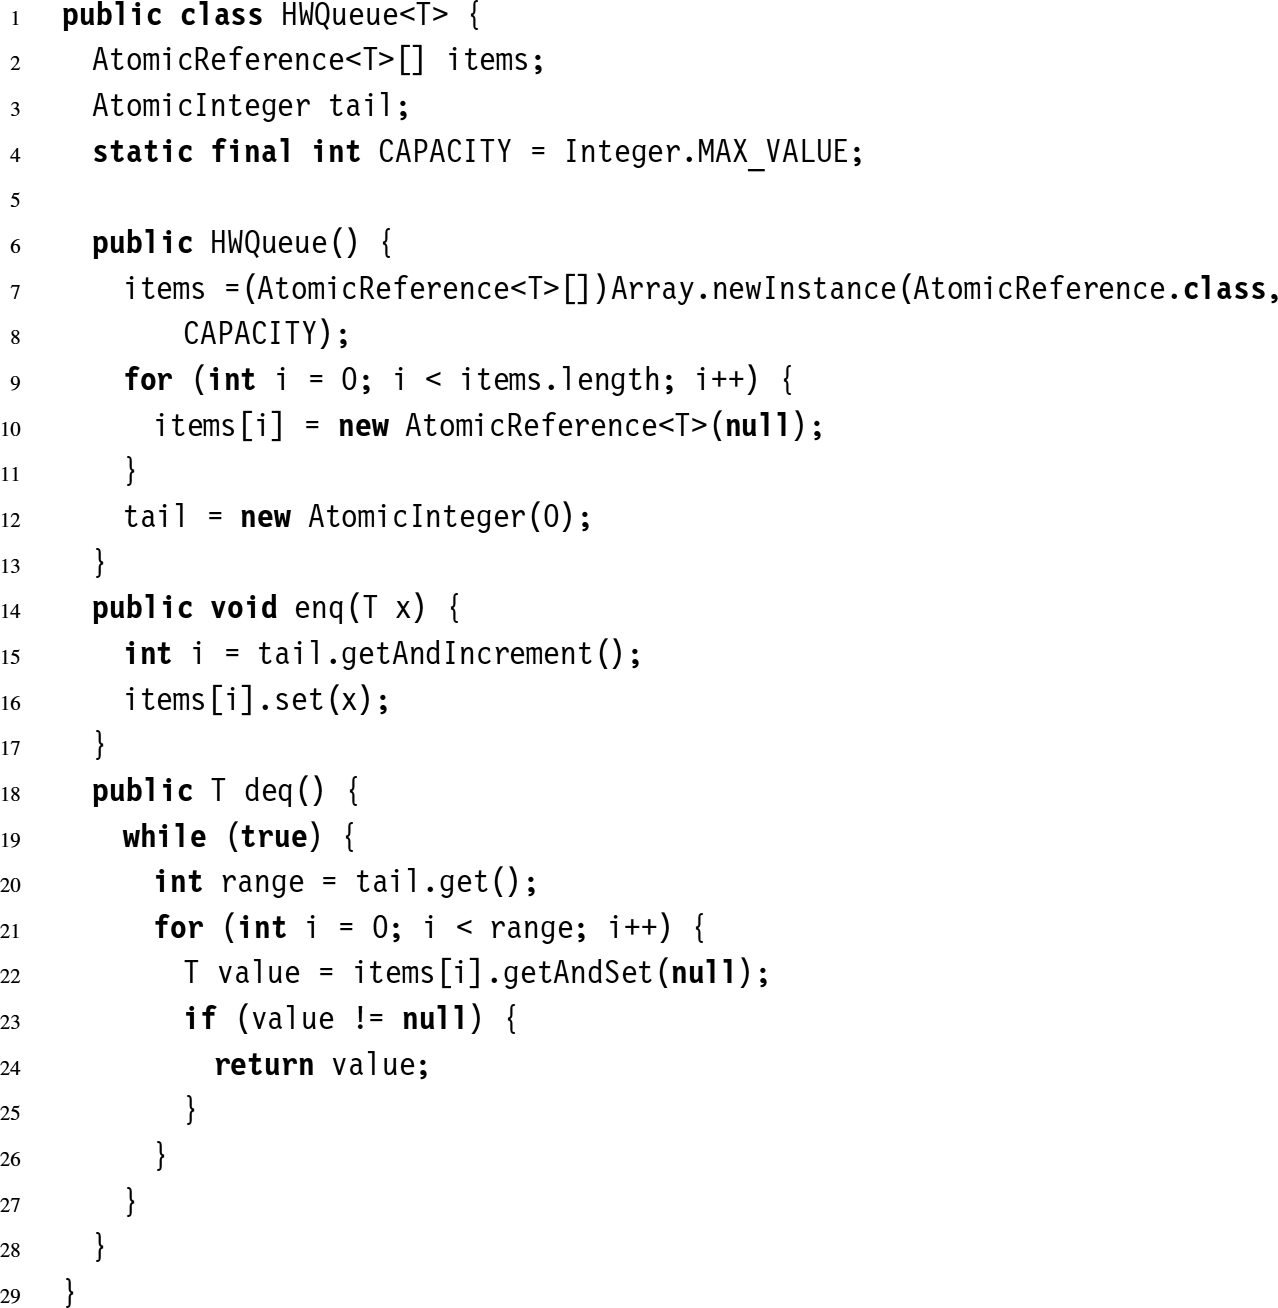 1 public class HWQueue<T> {
2 AtomicReference<T>[] items;
3 AtomicInteger tail;
4 static final int CAPACITY = Integer.MAX_VALUE;
5
6 public HWQueue() {
7 items =(AtomicReference<T>[])Array.newInstance(AtomicReference.class,
8 CAPACITY);
9 for (int i = 0; i < items.length; i++) {
10 items[i] = new AtomicReference<T>(null);
11 }
12 tail = new AtomicInteger(0);
13 }
14 public void enq(T x) {
15 int i = tail.getAndIncrement();
16 items[i].set(x);
17 }
18 public T deq() {
19 while (true) {
20 int range = tail.get();
21 for (int i = 0; i < range; i++) {
22 T value = items[i].getAndSet(null);
23 if (value != null) {
24 return value;
25 }
26 }
27 }
28 }
29 }